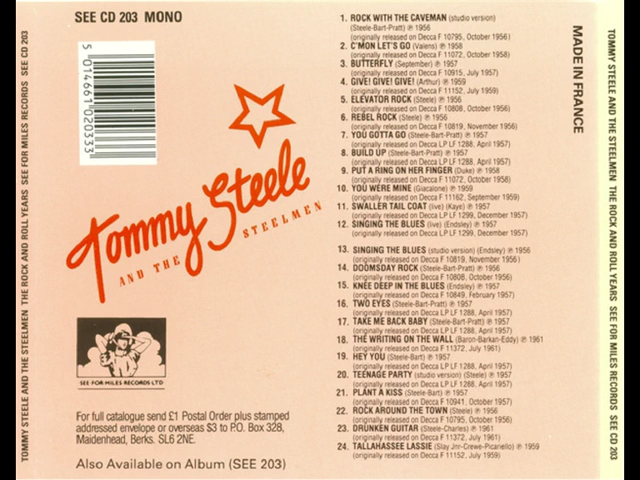 SEE CD 203 MONO
5 014661 020333
Tommy Steele
AND THE STEELMEN
SEE FOR MILES RECORDS LTD
For full catalogue send £1 Postal Order plus stamped
addressed envelope or overseas $3 to P.O. Box 328,
Maidenhead, Berks. SL6 2NE.
Also Available on Album (SEE 203)
1. ROCK WITH THE CAVEMAN (studio version)
(Steele-Bart-Pratt) ℗ 1956
(originally released on Decca F 10795, October 1956)
2. C'MON LET'S GO (Valens) ℗ 1958
(originally released on Decca F 11072, October 1958)
3. BUTTERFLY (September) ℗ 1957
(originally released on Decca F 10915, July 1957)
4. GIVE! GIVE! GIVE! (Arthur) ℗ 1959
(originally released on Decca F 11152, July 1959)
5. ELEVATOR ROCK (Steele) ℗ 1956
(originally released on Decca F 10808, October 1956)
6. REBEL ROCK (Steele) ℗ 1956
(originally released on Decca F 10819, November 1956)
7. YOU GOTTA GO (Steele-Bart-Pratt) ℗ 1957
(originally released on Decca LP LF 1288, April 1957)
8. BUILD UP (Steele-Bart-Pratt) ℗ 1957
(originally released on Decca LP LF 1288, April 1957)
9. PUT A RING ON HER FINGER (Duke) ℗ 1958
(originally released on Decca F 11072, October 1958)
10. YOU WERE MINE (Giacalone) ℗ 1959
(originally released on Decca F 11162, September 1959)
11. SWALLER TAIL COAT (live) (Kaye) ℗ 1957
(originally released on Decca LP LF 1299, December 1957)
12. SINGING THE BLUES (live) (Endsley) ℗ 1957
(originally released on Decca LP LF 1299, December 1957)
13. SINGING THE BLUES (studio version) (Endsley) ℗ 1956
(originally released on Decca F 10819, November 1956)
14. DOOMSDAY ROCK (Steele-Bart-Pratt) ℗ 1956
(originally released on Decca F 10808, October 1956)
15. KNEE DEEP IN THE BLUES (Endsley) ℗ 1957
(originally released on Decca F 10849, February 1957)
16. TWO EYES (Steele-Bart-Pratt) ℗ 1957
(originally released on Decca LP LF 1288, April 1957)
17. TAKE ME BACK BABY (Steele-Bart-Pratt) ℗ 1957
(originally released on Decca LP LF 1288, April 1957)
18. THE WRITING ON THE WALL (Baron-Barkan-Eddy) ℗ 1961
(originally released on Decca F 11372, July 1961)
19. HEY YOU (Steele-Bart) ℗ 1957
(originally released on Decca LP LF 1288, April 1957)
20. TEENAGE PARTY (studio version) (Steele) ℗ 1957
(originally released on Decca LP LF 1288, April 1957)
21. PLANT A KISS (Steele-Bart) ℗ 1957
(originally released on Decca F 10941, October 1957)
22. ROCK AROUND THE TOWN (Steele) ℗ 1956
(originally released on Decca F 10795, October 1956)
23. DRUNKEN GUITAR (Steele-Charles) ℗ 1961
(originally released on Decca F 11372, July 1961)
24. TALLAHASSEE LASSIE (Slay Jnr-Crewe-Picariello) ℗ 1959
(originally released on Decca F 11152, July 1959)
MADE IN FRANCE
TOMMY STEELE AND THE STEELMEN THE ROCK AND ROLL YEARS SEE FOR MILES RECORDS SEE CD 203
TOMMY STEELE AND THE STEELMEN THE ROCK AND ROLL YEARS SEE FOR MILES RECORDS SEE CD 203